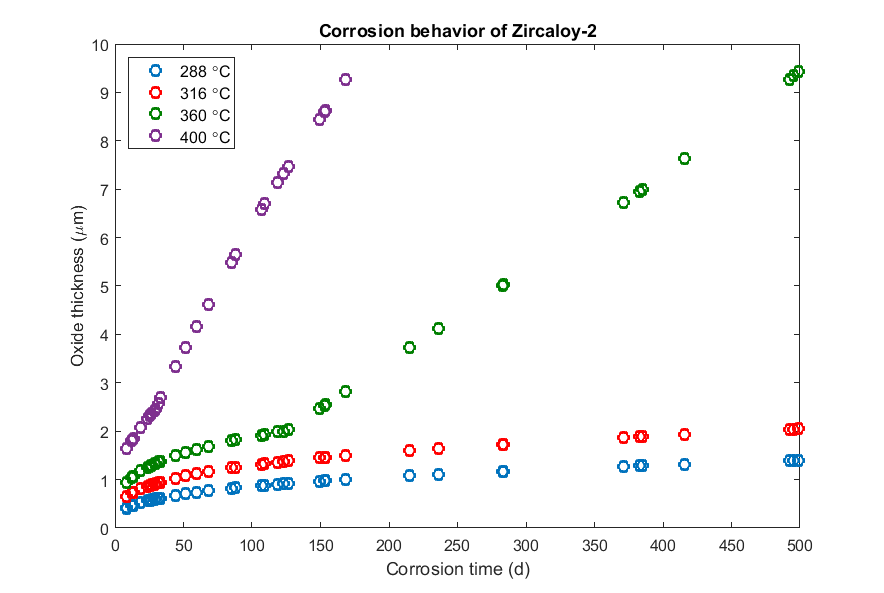 Corrosion behavior of Zircaloy-2
10
9
8
7
6
5
4
3
2
1
0
Oxide thickness (μm)
288 °C
316 °C
360 °C
400 °C
0 50 100 150 200 250 300 350 400 450 500
Corrosion time (d)